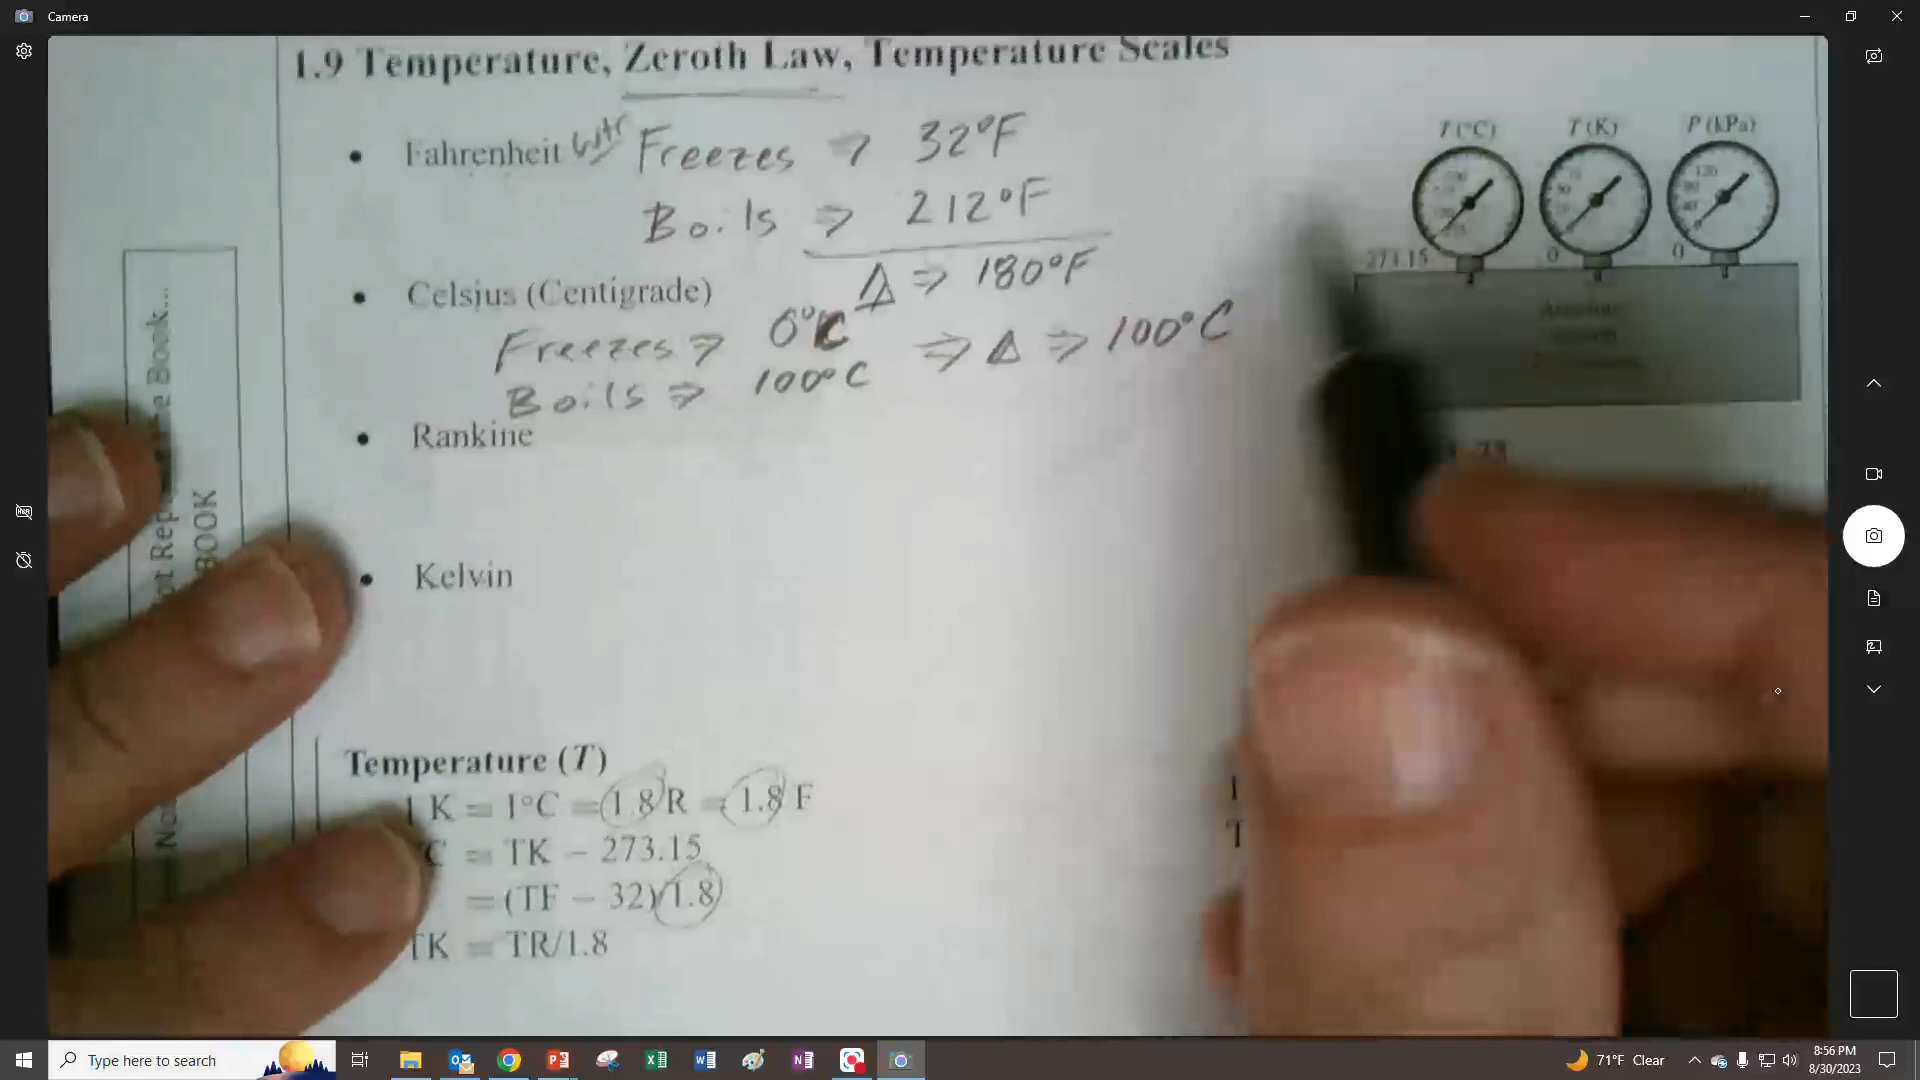 Camera
1.9 Temperature, Zeroth Law, Temperature Scales
• Fahrenheit wtr Freezes ⇒ 32°F
Boils ⇒ 212°F
Δ ⇒ 180°F
• Celsius (Centigrade)
Freezes ⇒ 0°C
Boils ⇒ 100°C ⇒ Δ ⇒ 100°C
• Rankine
• Kelvin
T (°C) T (K) P (kPa)
273.15 0 0
Book...
BOOK
Temperature (T)
1 K = 1°C = 1.8 R = 1.8 F
C = TK − 273.15
= (TF − 32)/1.8
TK = TR/1.8
Type here to search
71°F Clear
8:56 PM
8/30/2023